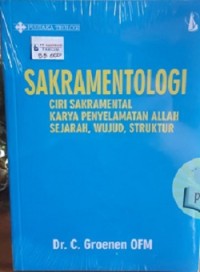 PUSTAKA TEOLOGI
SAKRAMENTOLOGI
CIRI SAKRAMENTAL
KARYA PENYELAMATAN ALLAH
SEJARAH, WUJUD, STRUKTUR
P
Dr. C. Groenen OFM